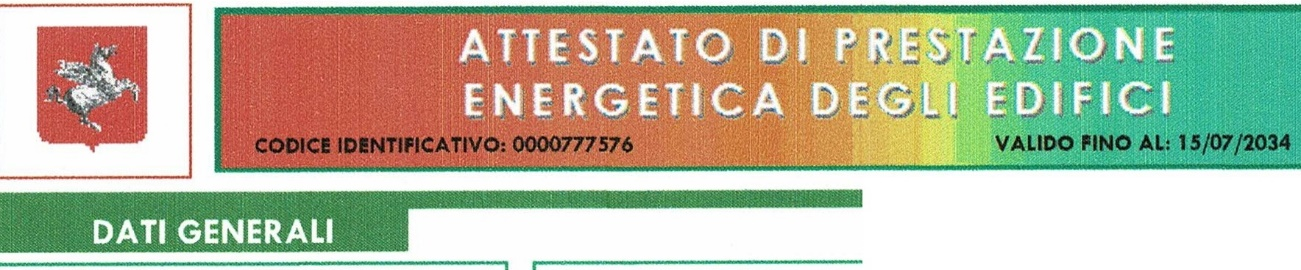 ATTESTATO DI PRESTAZIONE
ENERGETICA DEGLI EDIFICI
CODICE IDENTIFICATIVO: 0000777576 VALIDO FINO AL: 15/07/2034
DATI GENERALI